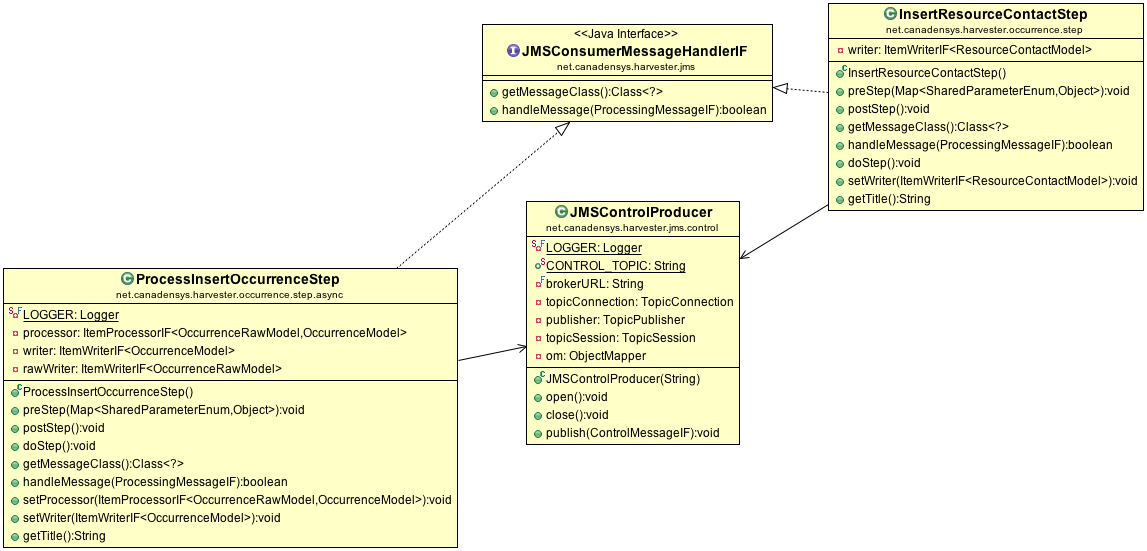 <<Java Interface>>
JMSConsumerMessageHandlerIF
net.canadensys.harvester.jms
getMessageClass():Class<?>
handleMessage(ProcessingMessageIF):boolean
InsertResourceContactStep
net.canadensys.harvester.occurrence.step
writer: ItemWriterIF<ResourceContactModel>
InsertResourceContactStep()
preStep(Map<SharedParameterEnum,Object>):void
postStep():void
getMessageClass():Class<?>
handleMessage(ProcessingMessageIF):boolean
doStep():void
setWriter(ItemWriterIF<ResourceContactModel>):void
getTitle():String
JMSControlProducer
net.canadensys.harvester.jms.control
LOGGER: Logger
CONTROL_TOPIC: String
brokerURL: String
topicConnection: TopicConnection
publisher: TopicPublisher
topicSession: TopicSession
om: ObjectMapper
JMSControlProducer(String)
open():void
close():void
publish(ControlMessageIF):void
ProcessInsertOccurrenceStep
net.canadensys.harvester.occurrence.step.async
LOGGER: Logger
processor: ItemProcessorIF<OccurrenceRawModel,OccurrenceModel>
writer: ItemWriterIF<OccurrenceModel>
rawWriter: ItemWriterIF<OccurrenceRawModel>
ProcessInsertOccurrenceStep()
preStep(Map<SharedParameterEnum,Object>):void
postStep():void
doStep():void
getMessageClass():Class<?>
handleMessage(ProcessingMessageIF):boolean
setProcessor(ItemProcessorIF<OccurrenceRawModel,OccurrenceModel>):void
setWriter(ItemWriterIF<OccurrenceModel>):void
getTitle():String